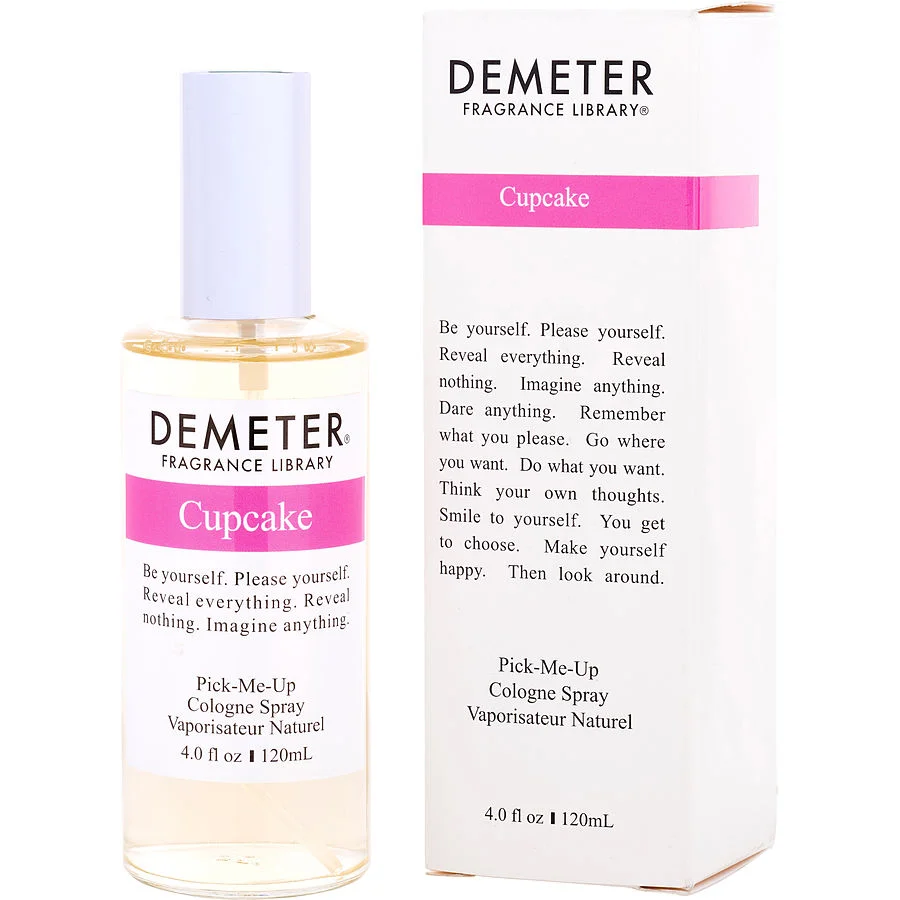 DEMETER®
FRAGRANCE LIBRARY
Cupcake
Be yourself. Please yourself.
Reveal everything. Reveal
nothing. Imagine anything.
Pick-Me-Up
Cologne Spray
Vaporisateur Naturel
4.0 fl oz ❙ 120mL
DEMETER
FRAGRANCE LIBRARY®
Cupcake
Be yourself. Please yourself.
Reveal everything. Reveal
nothing. Imagine anything.
Dare anything. Remember
what you please. Go where
you want. Do what you want.
Think your own thoughts.
Smile to yourself. You get
to choose. Make yourself
happy. Then look around.
Pick-Me-Up
Cologne Spray
Vaporisateur Naturel
4.0 fl oz ❙ 120mL